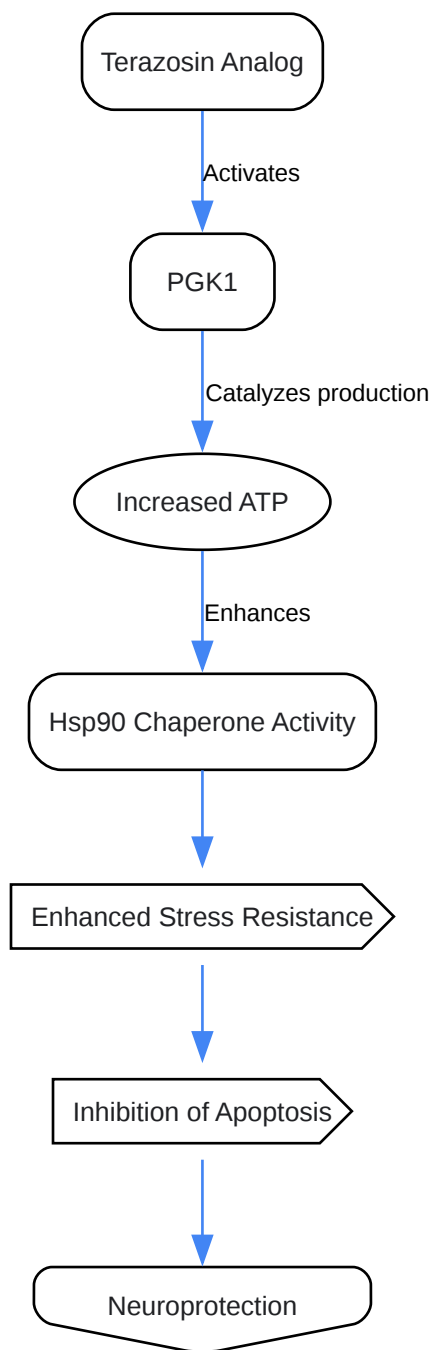 Terazosin Analog
Activates
PGK1
Catalyzes production
Increased ATP
Enhances
Hsp90 Chaperone Activity
Enhanced Stress Resistance
Inhibition of Apoptosis
Neuroprotection